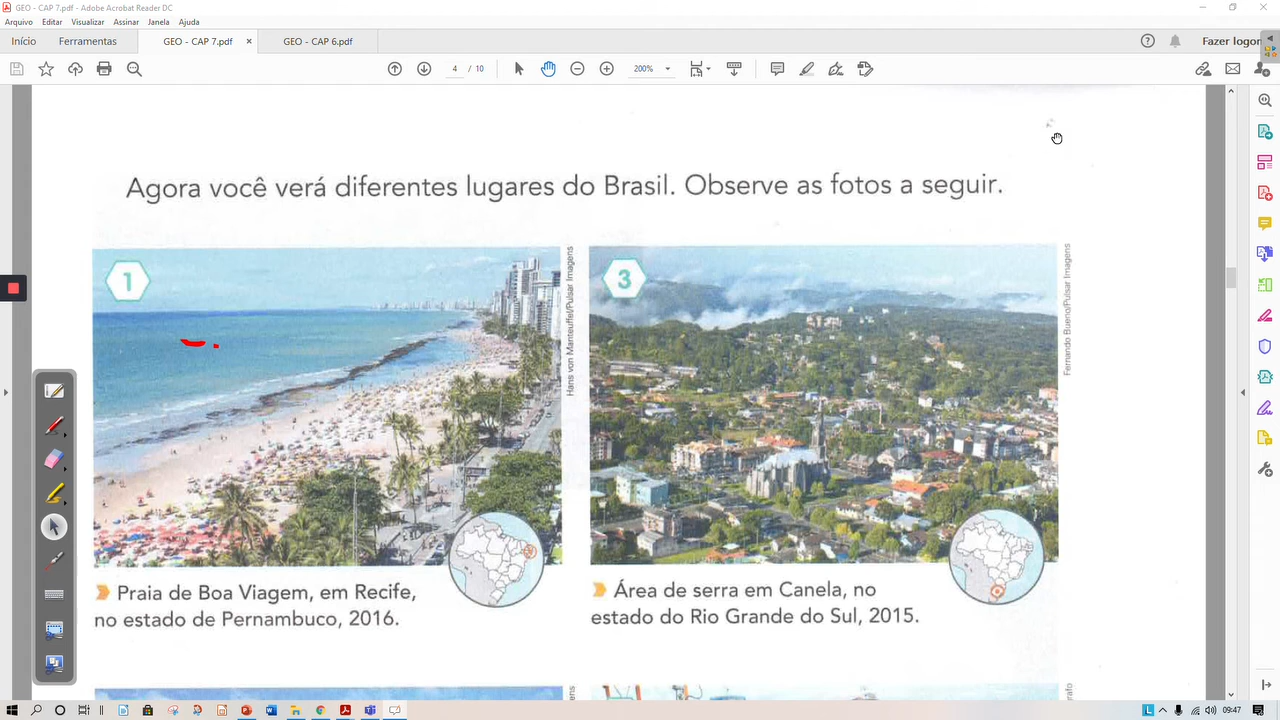 GEO - CAP 7.pdf - Adobe Acrobat Reader DC
Arquivo Editar Visualizar Assinar Janela Ajuda
Início Ferramentas GEO - CAP 7.pdf × GEO - CAP 6.pdf Fazer logon
4 / 10 200%
Agora você verá diferentes lugares do Brasil. Observe as fotos a seguir.
1
Hans von Manteuffel/Pulsar Imagens
3
Fernando Bueno/Pulsar Imagens
Praia de Boa Viagem, em Recife,
no estado de Pernambuco, 2016.
Área de serra em Canela, no
estado do Rio Grande do Sul, 2015.
09:47